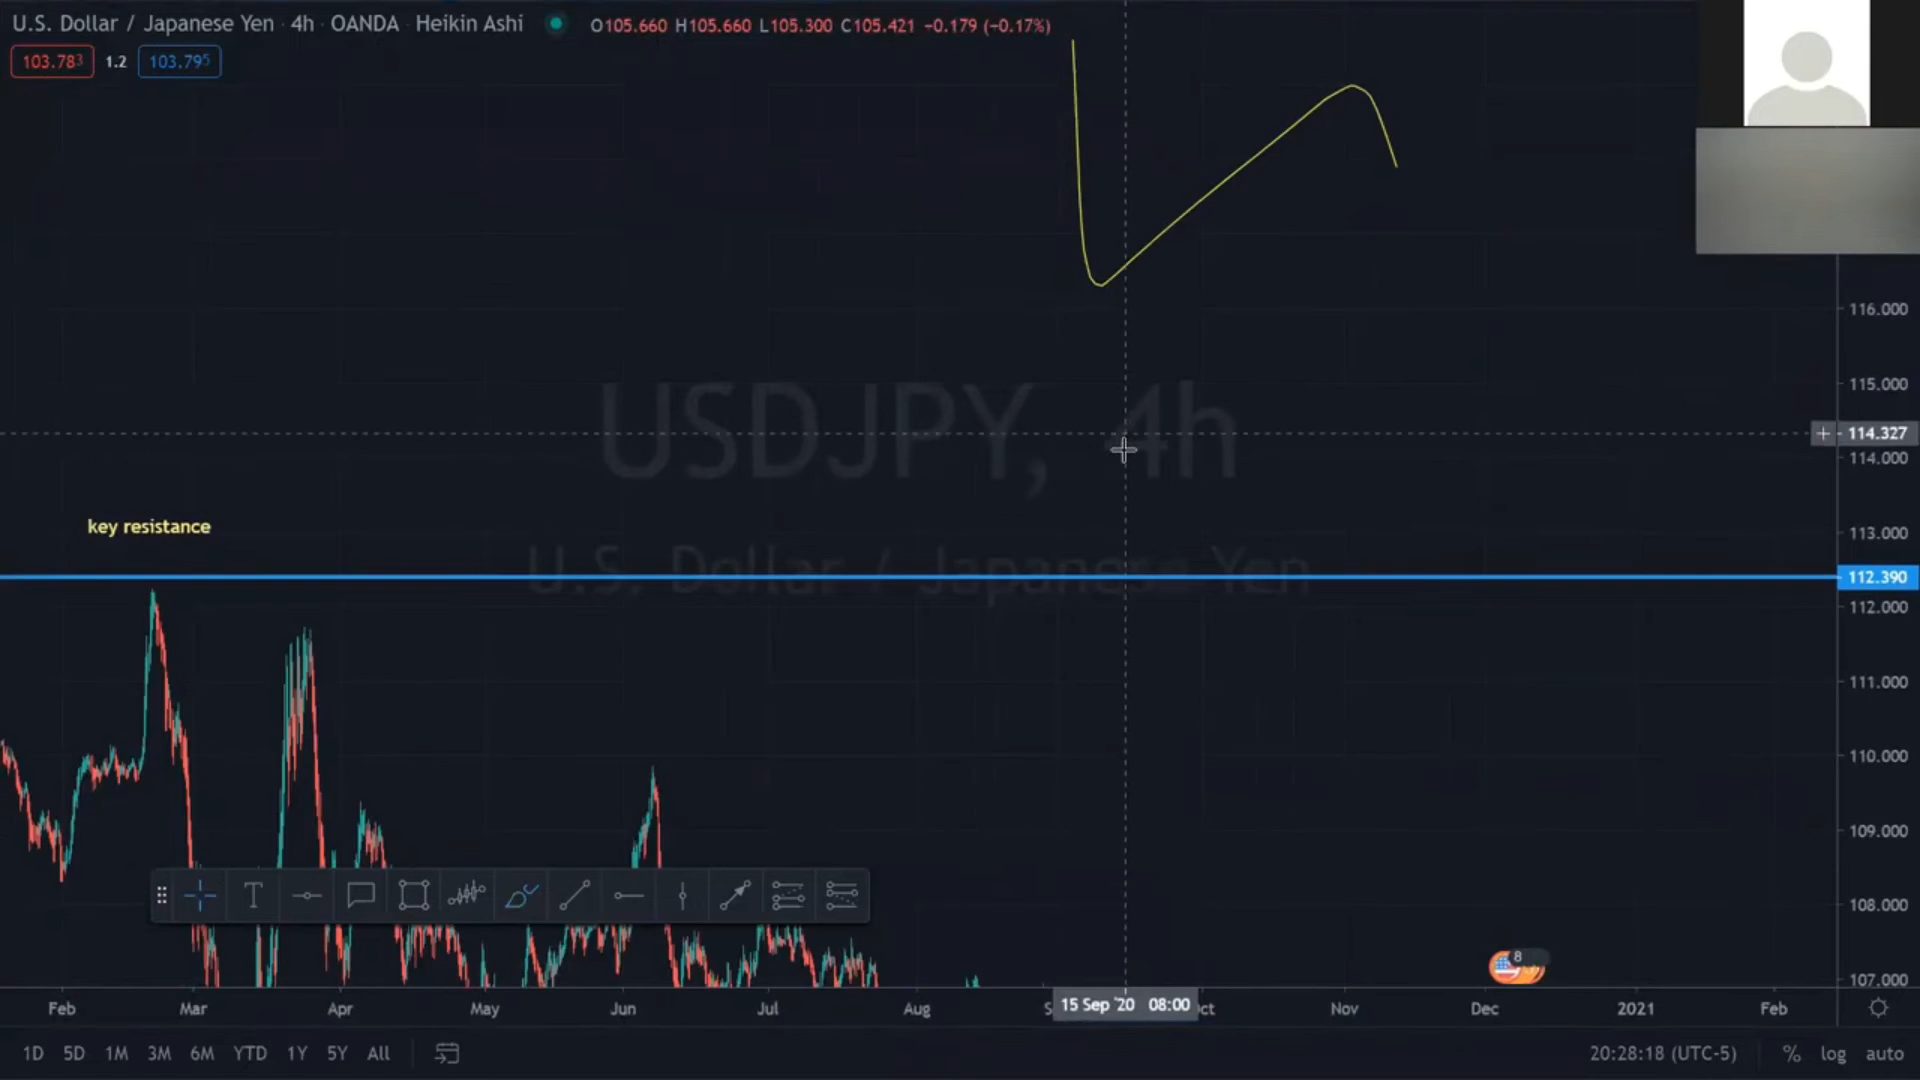 U.S. Dollar / Japanese Yen · 4h · OANDA · Heikin Ashi O105.660 H105.660 L105.300 C105.421 −0.179 (−0.17%)
103.783 1.2 103.795
116.000
115.000
USDJPY, 4h
114.327
114.000
key resistance
113.000
U.S. Dollar / Japanese Yen
112.390
112.000
111.000
110.000
109.000
T
108.000
8
107.000
Feb Mar Apr May Jun Jul Aug 15 Sep '20 08:00 Nov Dec 2021 Feb
1D 5D 1M 3M 6M YTD 1Y 5Y All 20:28:18 (UTC-5) % log auto